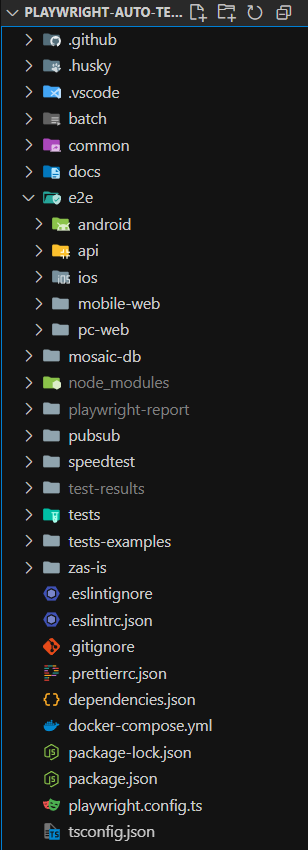 PLAYWRIGHT-AUTO-TE...
.github
.husky
.vscode
batch
common
docs
e2e
android
api
ios
mobile-web
pc-web
mosaic-db
node_modules
playwright-report
pubsub
speedtest
test-results
tests
tests-examples
zas-is
.eslintignore
.eslintrc.json
.gitignore
.prettierrc.json
dependencies.json
docker-compose.yml
package-lock.json
package.json
playwright.config.ts
tsconfig.json